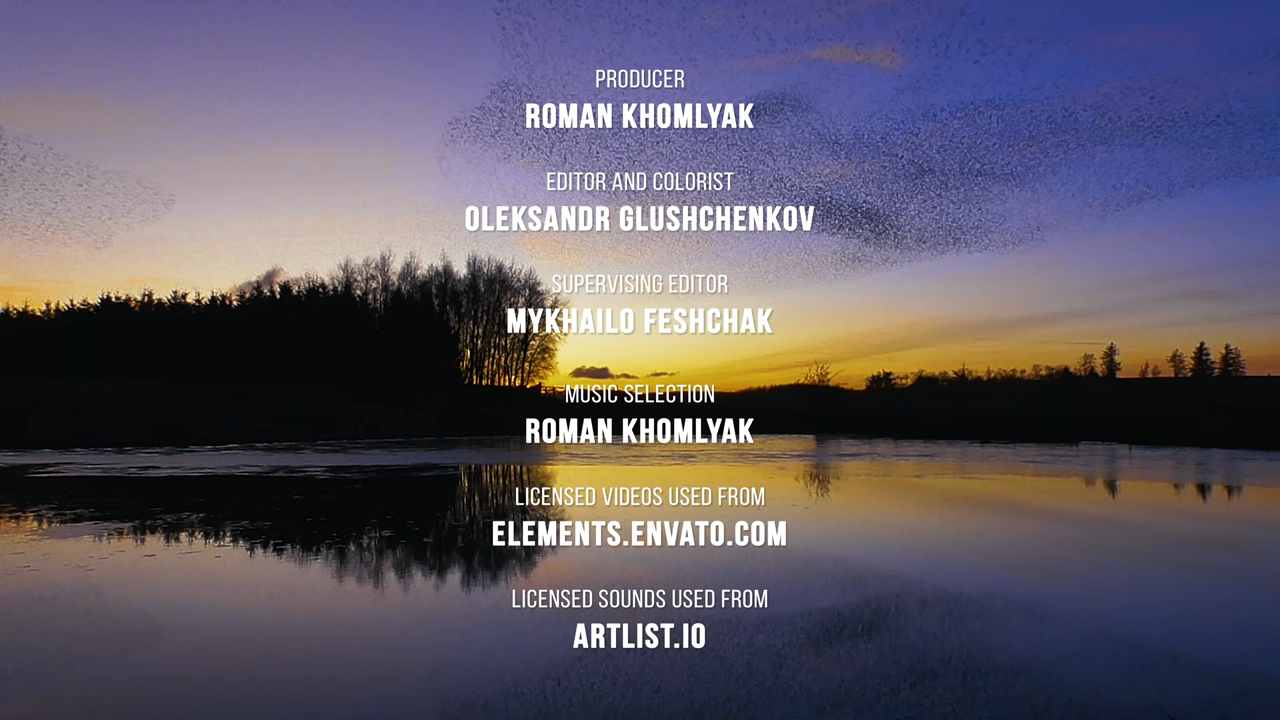 PRODUCER
ROMAN KHOMLYAK
EDITOR AND COLORIST
OLEKSANDR GLUSHCHENKOV
SUPERVISING EDITOR
MYKHAILO FESHCHAK
MUSIC SELECTION
ROMAN KHOMLYAK
LICENSED VIDEOS USED FROM
ELEMENTS.ENVATO.COM
LICENSED SOUNDS USED FROM
ARTLIST.IO